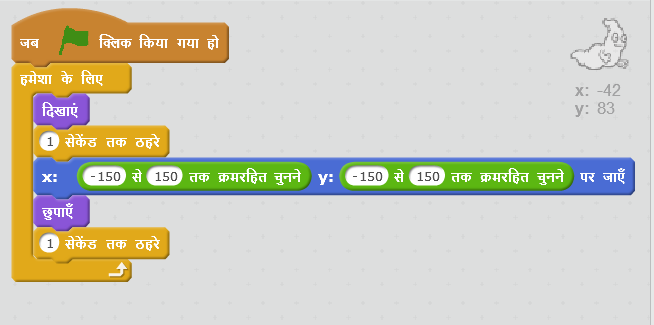 जब क्लिक किया गया हो
हमेशा के लिए
दिखाएं
1 सेकेंड तक ठहरे
x: -150 से 150 तक क्रमरहित चुनने y: -150 से 150 तक क्रमरहित चुनने पर जाएँ
छुपाएँ
1 सेकेंड तक ठहरे
x: -42
y: 83